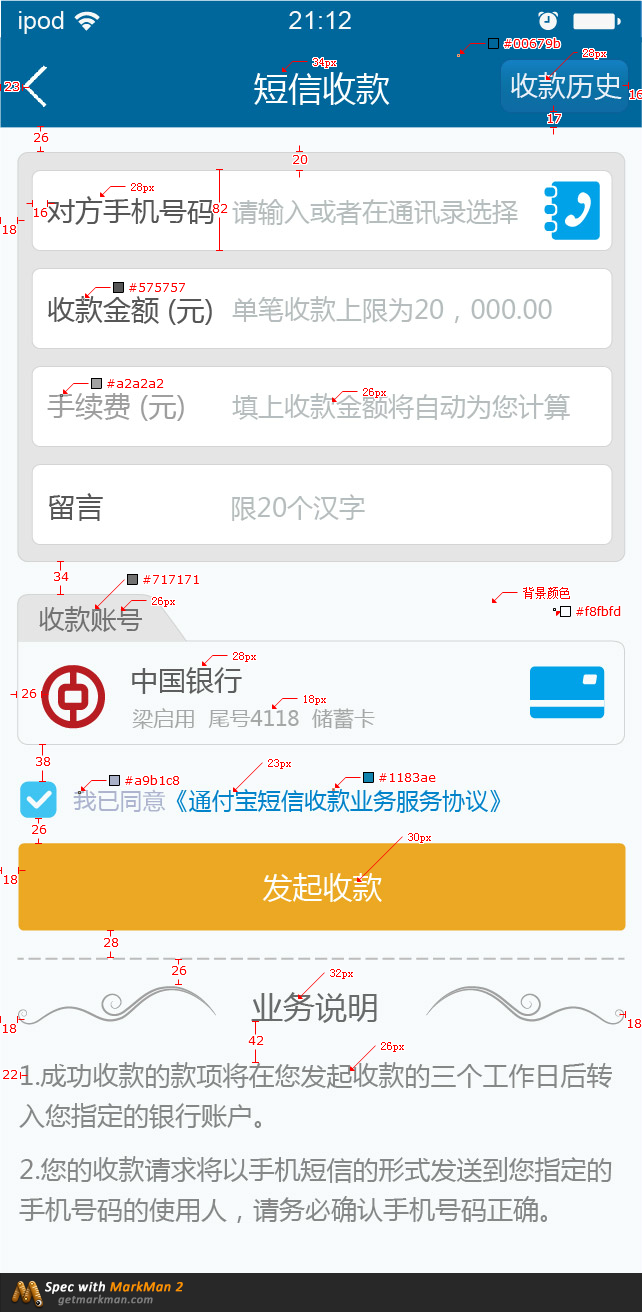 ipod 21:12
#00679b
23 34px 28px 16
短信收款 收款历史
17
26
20
28px
18 16 对方手机号码 82 请输入或者在通讯录选择
#575757
收款金额 (元) 单笔收款上限为20，000.00
#a2a2a2
26px
手续费 (元) 填上收款金额将自动为您计算
留言 限20个汉字
34
#717171
26px 背景颜色
收款账号 #f8fbfd
28px
26 中国银行
18px
梁启用 尾号4118 储蓄卡
38 23px
#a9b1c8 #1183ae
我已同意《通付宝短信收款业务服务协议》
26
30px
18 发起收款
28
26 32px
18 业务说明 18
42
26px
22 1.成功收款的款项将在您发起收款的三个工作日后转
入您指定的银行账户。
2.您的收款请求将以手机短信的形式发送到您指定的
手机号码的使用人，请务必确认手机号码正确。
Spec with MarkMan 2
getmarkman.com